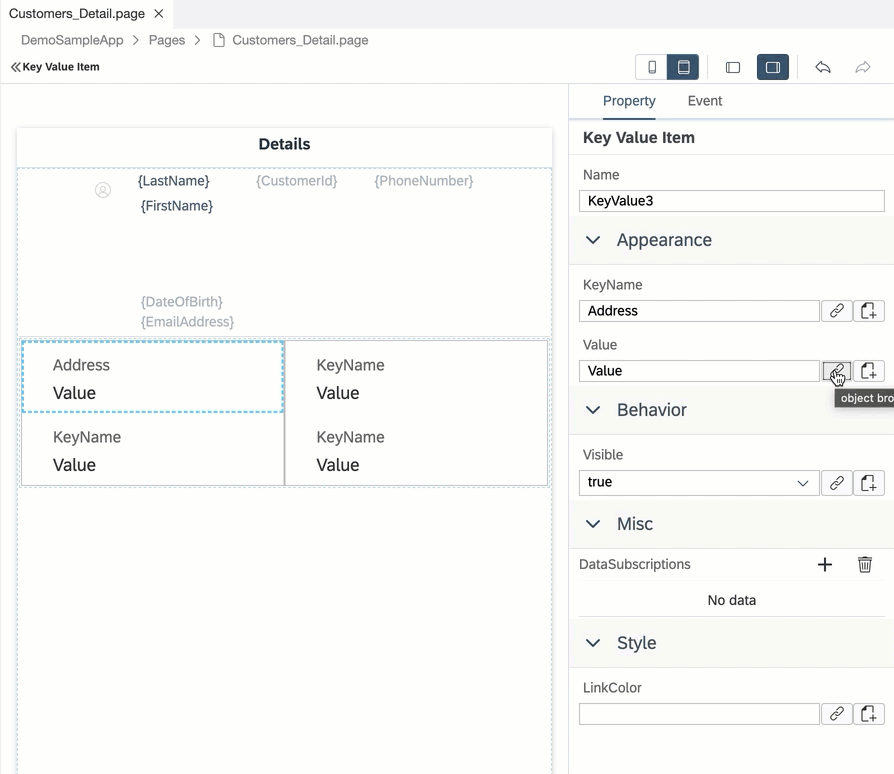 Customers_Detail.page
DemoSampleApp > Pages > Customers_Detail.page
Key Value Item
Details
{LastName} {CustomerId} {PhoneNumber}
{FirstName}
{DateOfBirth}
{EmailAddress}
Address KeyName
Value Value
KeyName KeyName
Value Value
Property Event
Key Value Item
Name
KeyValue3
Appearance
KeyName
Address
Value
Value
object bro
Behavior
Visible
true
Misc
DataSubscriptions
No data
Style
LinkColor